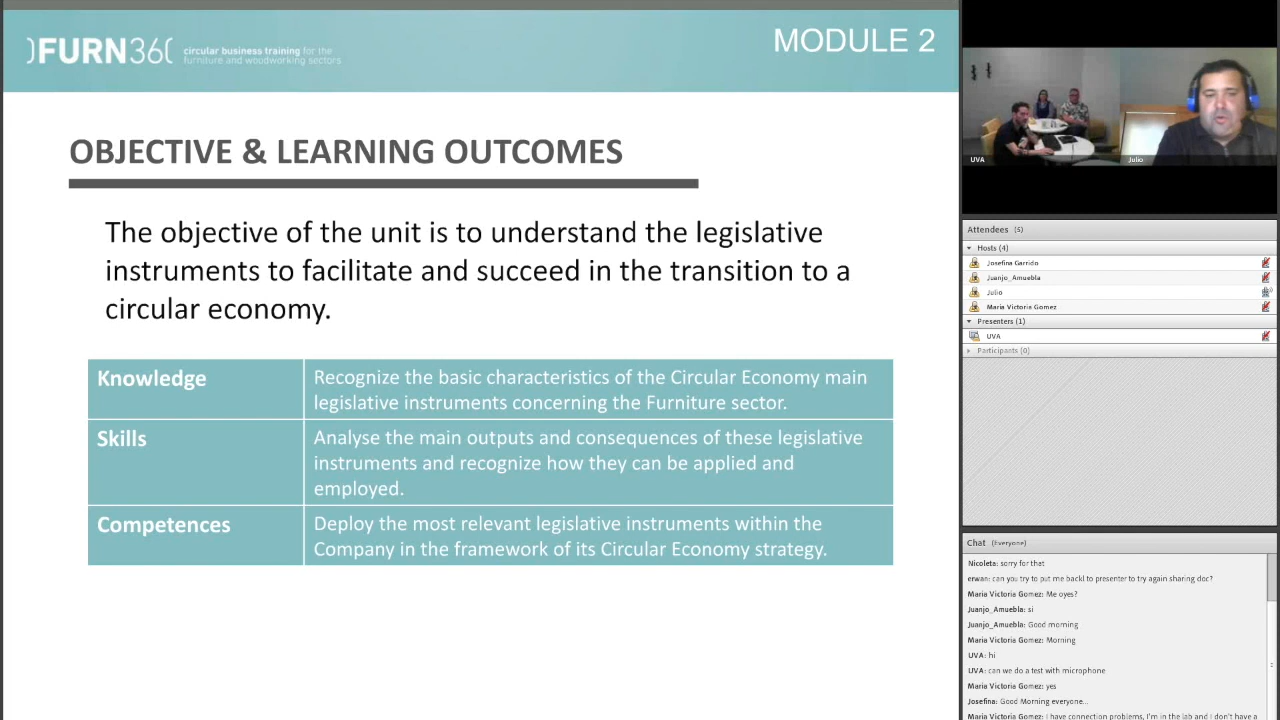 )FURN36(
circular business training for the
furniture and woodworking sectors
MODULE 2
OBJECTIVE & LEARNING OUTCOMES
The objective of the unit is to understand the legislative
instruments to facilitate and succeed in the transition to a
circular economy.
Knowledge
Recognize the basic characteristics of the Circular Economy main
legislative instruments concerning the Furniture sector.
Skills
Analyse the main outputs and consequences of these legislative
instruments and recognize how they can be applied and
employed.
Competences
Deploy the most relevant legislative instruments within the
Company in the framework of its Circular Economy strategy.
UVA
Julio
Attendees (5)
Hosts (4)
Josefina Garrido
Juanjo_Amuebla
Julio
Maria Victoria Gomez
Presenters (1)
UVA
Participants (0)
Chat (Everyone)
Nicoleta: sorry for that
erwan: can you try to put me backl to presenter to try again sharing doc?
Maria Victoria Gomez: Me oyes?
Juanjo_Amuebla: si
Juanjo_Amuebla: Good morning
Maria Victoria Gomez: Morning
UVA: hi
UVA: can we do a test with microphone
Maria Victoria Gomez: yes
Josefina: Good Morning everyone...
Maria Victoria Gomez: I have connection problems, I'm in the lab and I don't have a